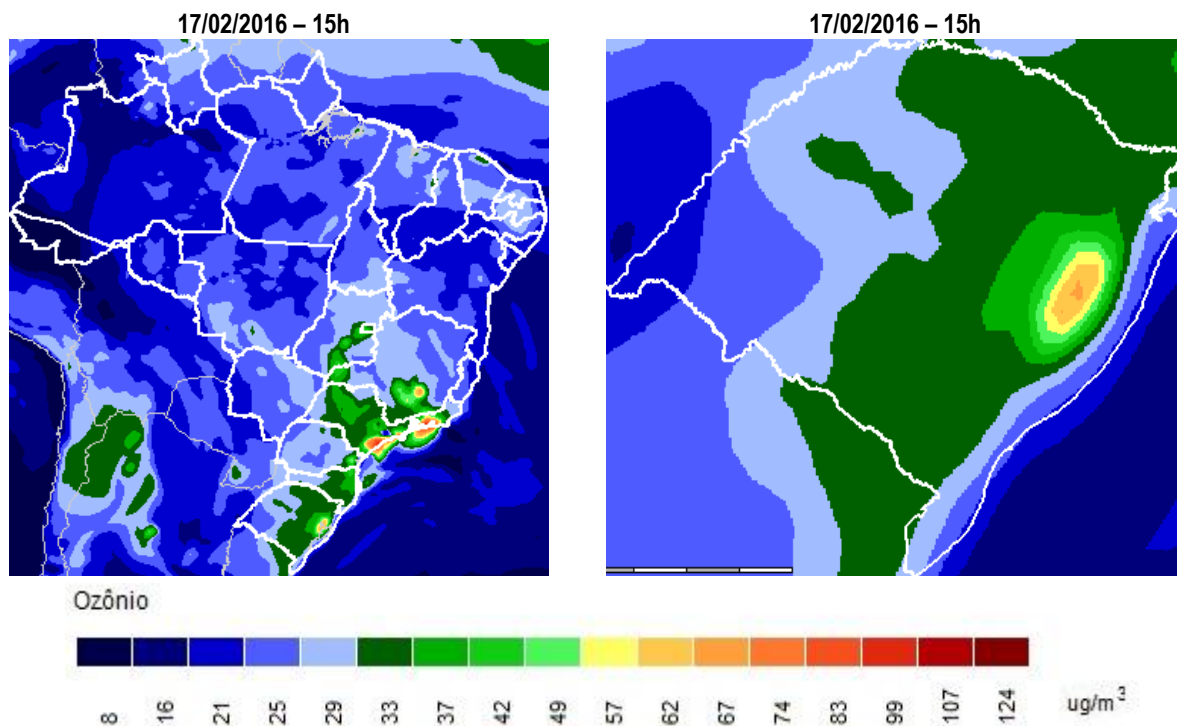 17/02/2016 – 15h
17/02/2016 – 15h
Ozônio
8 16 21 25 29 33 37 42 49 57 62 67 74 83 99 107 124 ug/m³